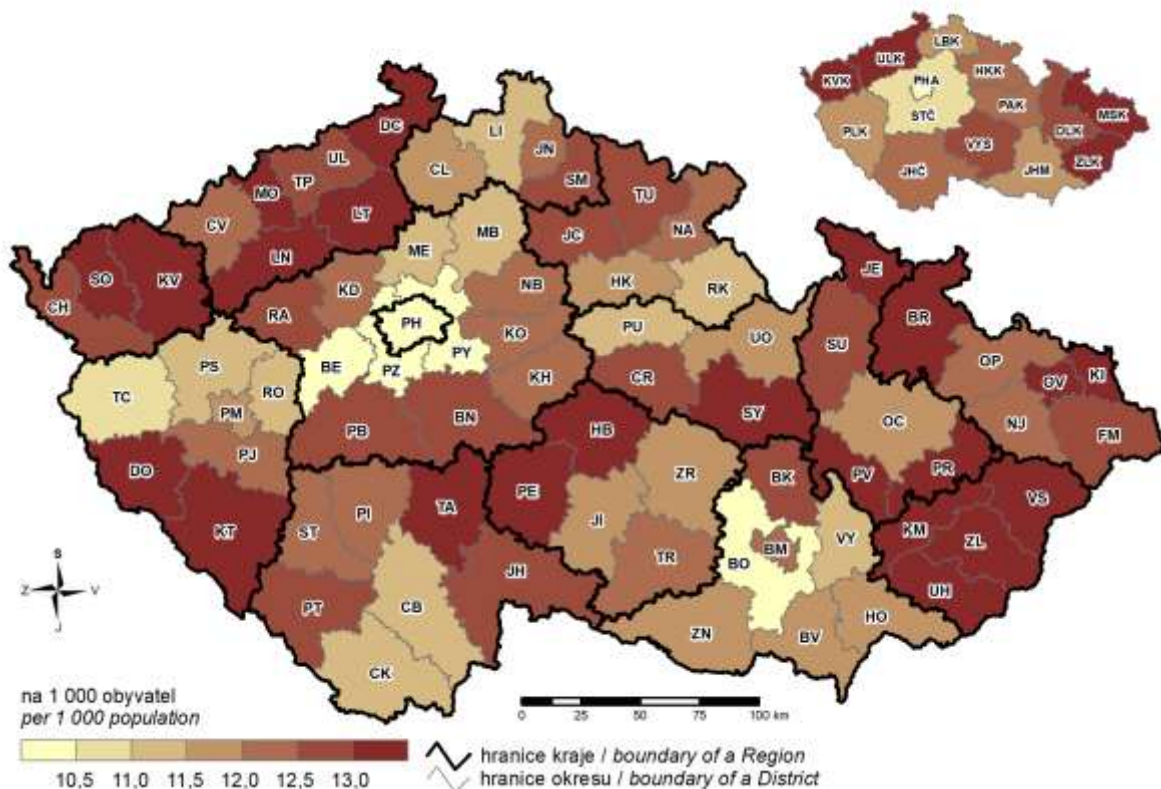 LBK
ULK
HKK
KVK
PHA
PAK
MSK
STČ
PLK
OLK
VYS
ZLK
JHČ
JHM
DC
LI
UL
CL
JN
TP
MO
SM
TU
LT
CV
NA
JC
ME
MB
LN
SO
KV
JE
KD
NB
HK
RK
CH
RA
BR
PH
PU
KO
UO
SU
PS
BE
PY
OP
PZ
OV
KI
TC
RO
KH
CR
PM
SY
OC
NJ
PB
BN
HB
FM
PJ
DO
ZR
PR
BK
PV
PE
VS
TA
PI
ST
KT
JI
KM
ZL
VY
BM
TR
BO
JH
UH
PT
CB
HO
ZN
BV
CK
S
Z V
J
na 1 000 obyvatel
per 1 000 population
10,5 11,0 11,5 12,0 12,5 13,0
0 25 50 75 100 km
hranice kraje / boundary of a Region
hranice okresu / boundary of a District